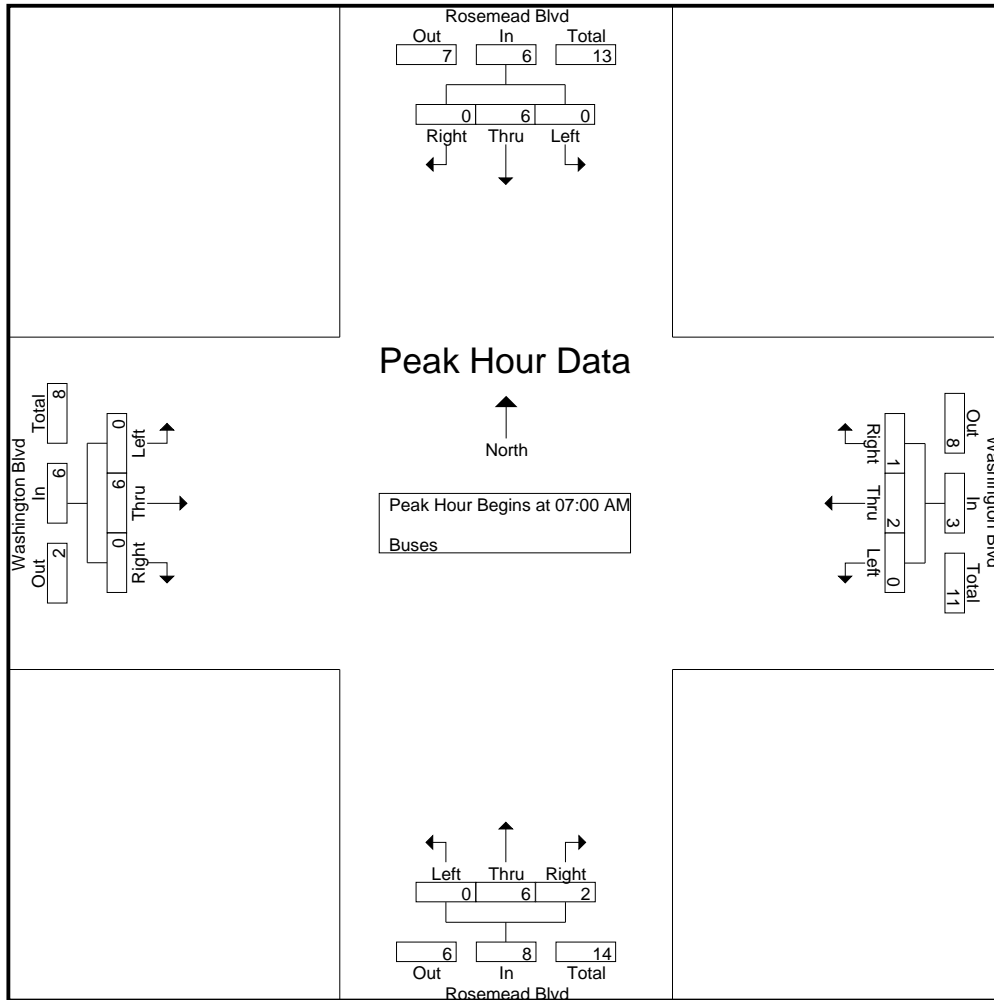 Rosemead Blvd
Out In Total
7 6 13
0 6 0
Right Thru Left
Peak Hour Data
North
Peak Hour Begins at 07:00 AM
Buses
Washington Blvd
Total In Out
8 6 2
0 6 0
Left Thru Right
Right Thru Left
1 2 0
8 3 11
Out In Total
Washington Blvd
Left Thru Right
0 6 2
6 8 14
Out In Total
Rosemead Blvd